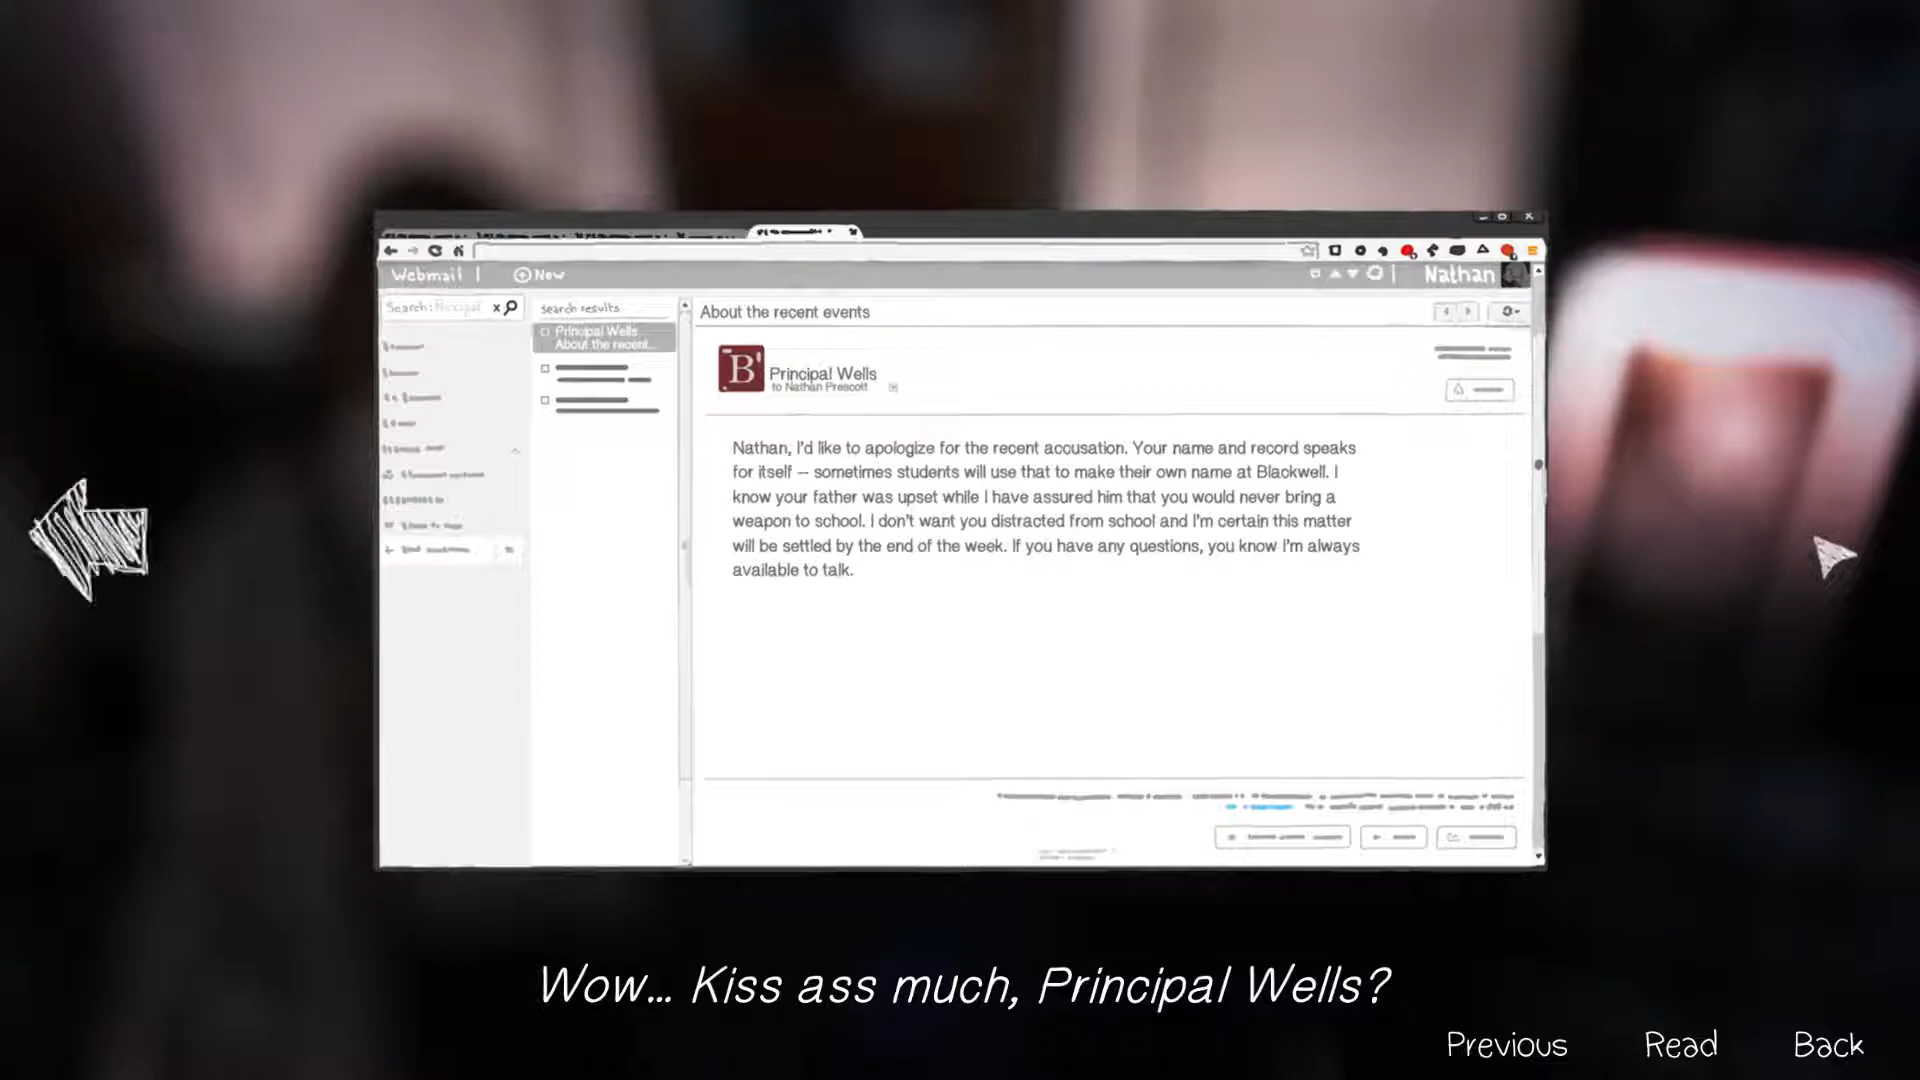 Webmail | New
Nathan
Search: Principal x
search results
Principal Wells
About the recent...
About the recent events
B
Principal Wells
to Nathan Prescott
Nathan, I'd like to apologize for the recent accusation. Your name and record speaks
for itself -- sometimes students will use that to make their own name at Blackwell. I
know your father was upset while I have assured him that you would never bring a
weapon to school. I don't want you distracted from school and I'm certain this matter
will be settled by the end of the week. If you have any questions, you know I'm always
available to talk.
Wow... Kiss ass much, Principal Wells?
Previous Read Back